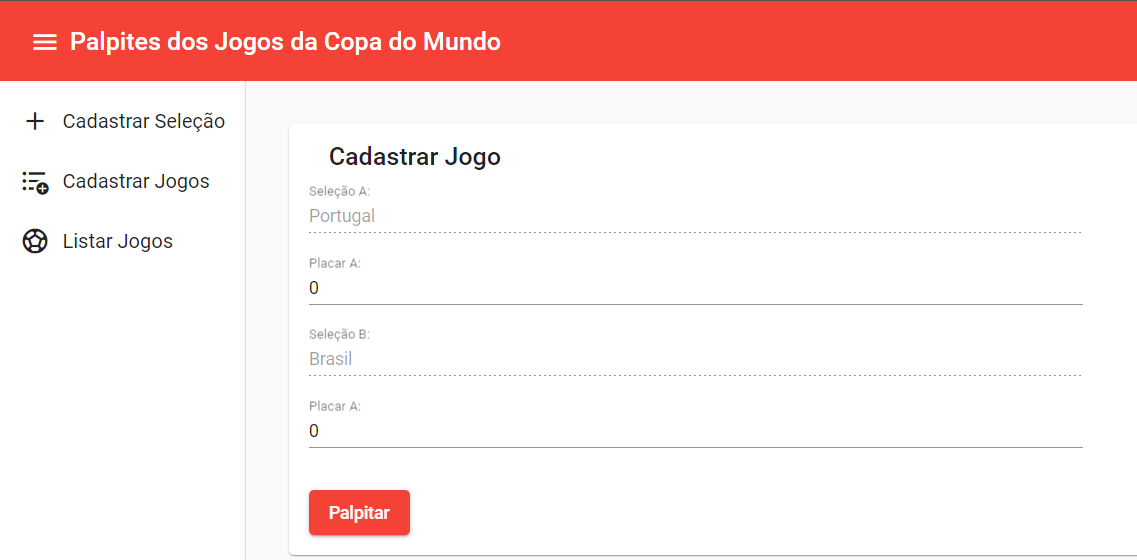 Palpites dos Jogos da Copa do Mundo
Cadastrar Seleção
Cadastrar Jogos
Listar Jogos
Cadastrar Jogo
Seleção A:
Portugal
Placar A:
0
Seleção B:
Brasil
Placar A:
0
Palpitar